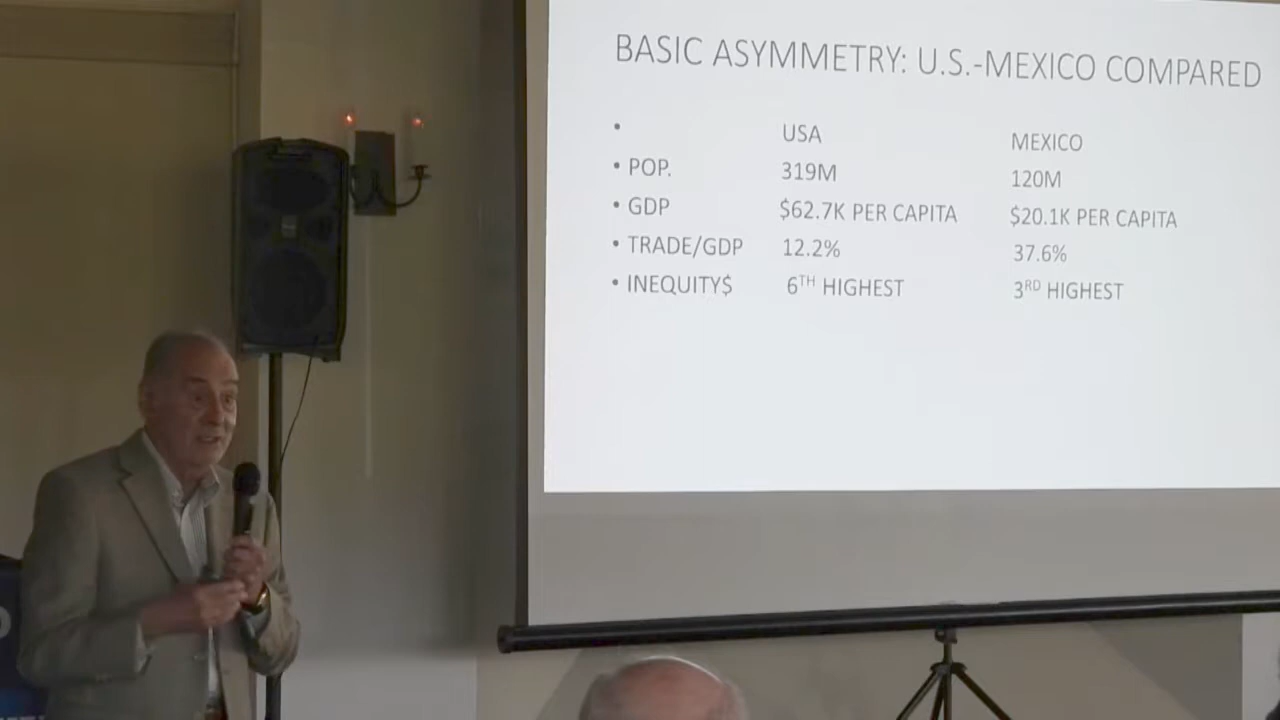 BASIC ASYMMETRY: U.S.-MEXICO COMPARED
• USA MEXICO
• POP. 319M 120M
• GDP $62.7K PER CAPITA $20.1K PER CAPITA
• TRADE/GDP 12.2% 37.6%
• INEQUITY$ 6TH HIGHEST 3RD HIGHEST